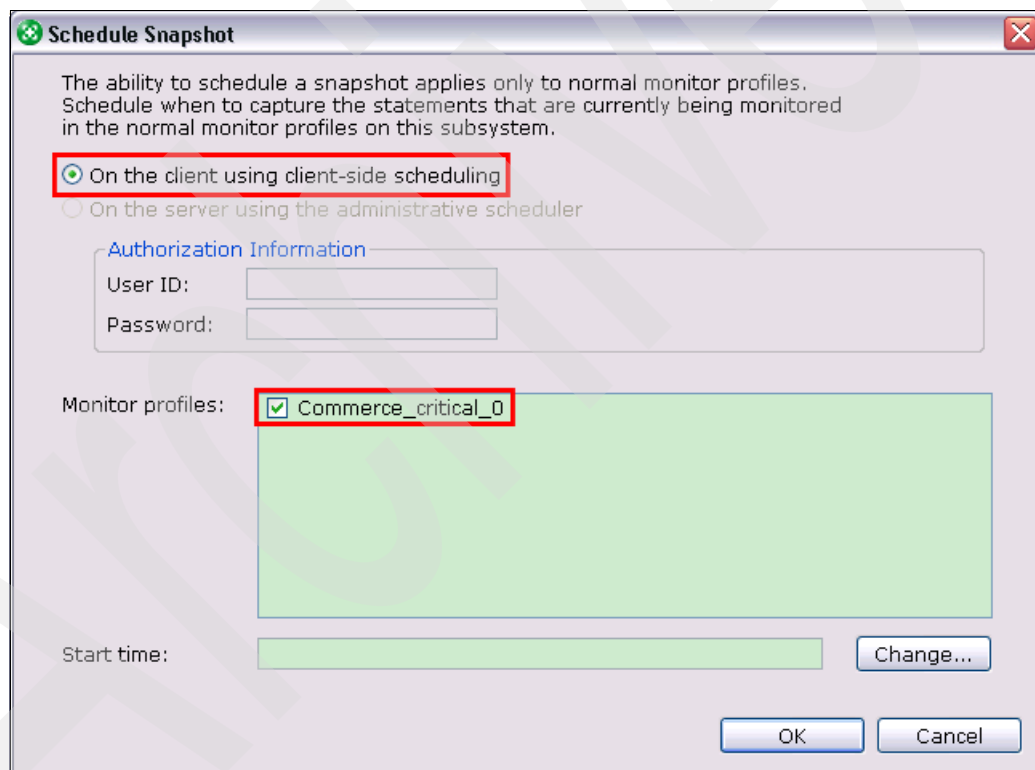 Schedule Snapshot
The ability to schedule a snapshot applies only to normal monitor profiles.
Schedule when to capture the statements that are currently being monitored
in the normal monitor profiles on this subsystem.
On the client using client-side scheduling
On the server using the administrative scheduler
Authorization Information
User ID:
Password:
Monitor profiles:
Commerce_critical_0
Start time:
Change...
OK
Cancel